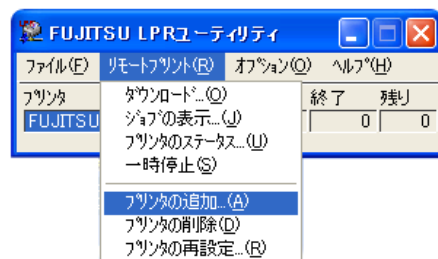 FUJITSU LPRユーティリティ
ファイル(F) リモートプリント(R) オプション(O) ヘルプ(H)
プリンタ 終了 残り
FUJITSU 0 0
ダウンロード...(O)
ジョブの表示...(J)
プリンタのステータス...(U)
一時停止(S)
プリンタの追加...(A)
プリンタの削除(D)
プリンタの再設定...(R)